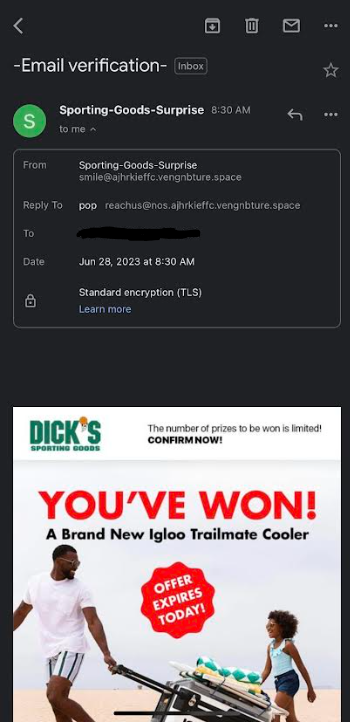 -Email verification- Inbox
S
Sporting-Goods-Surprise 8:30 AM
to me
From Sporting-Goods-Surprise
smile@ajhrkieffc.vengnbture.space
Reply To pop reachus@nos.ajhrkieffc.vengnbture.space
To
Date Jun 28, 2023 at 8:30 AM
Standard encryption (TLS)
Learn more
DICK'S
SPORTING GOODS
The number of prizes to be won is limited!
CONFIRM NOW!
YOU'VE WON!
A Brand New Igloo Trailmate Cooler
OFFER
EXPIRES
TODAY!